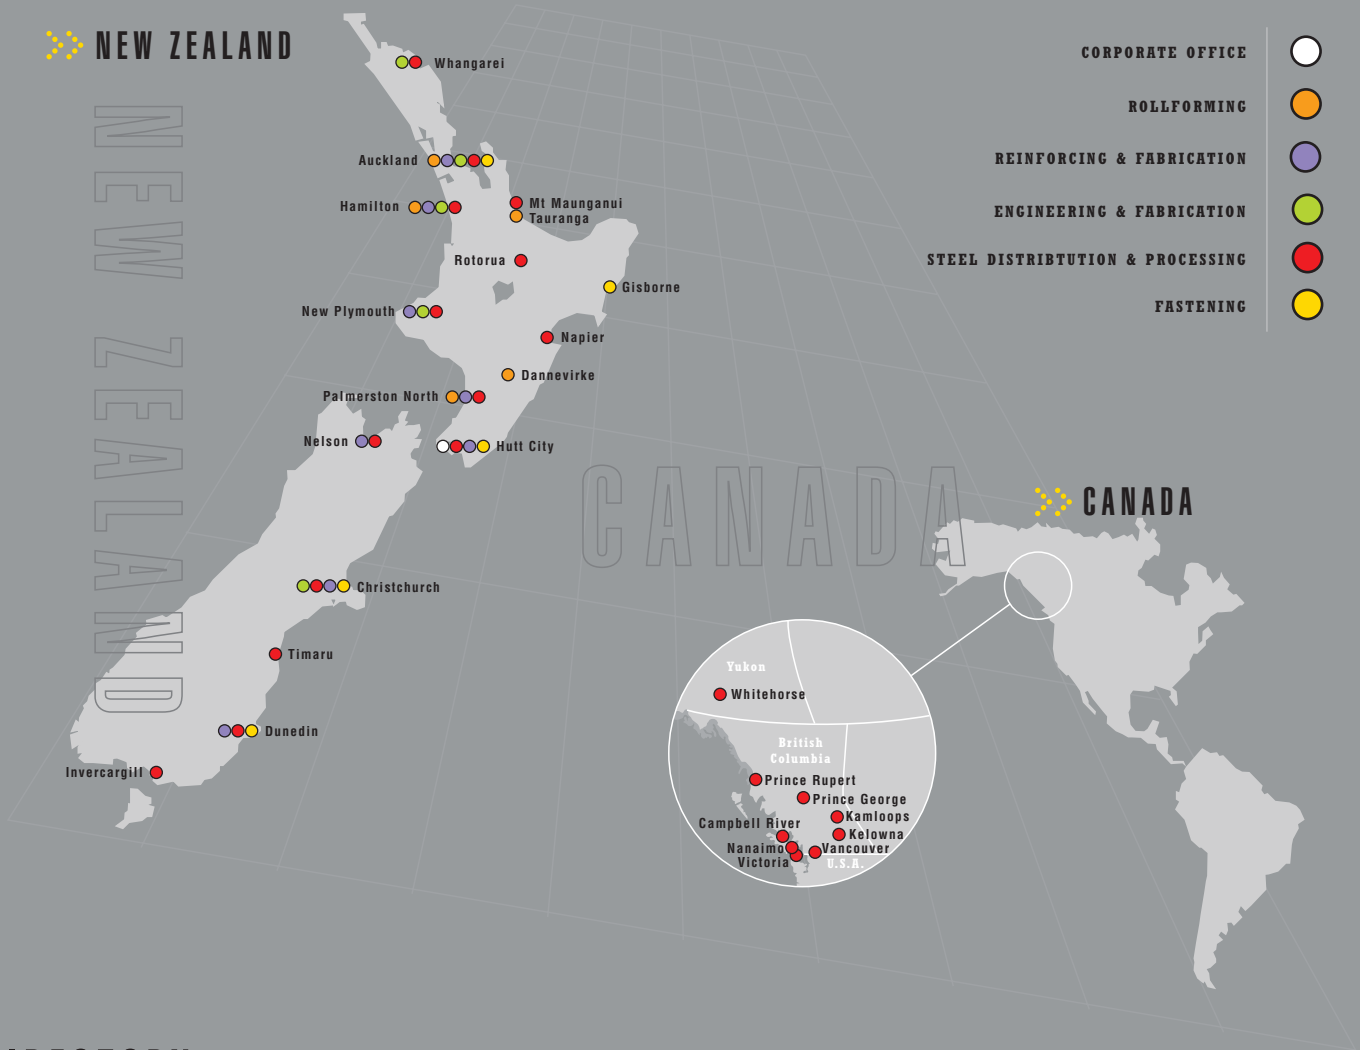 NEW ZEALAND
NEW ZEALAND
CORPORATE OFFICE
ROLLFORMING
REINFORCING & FABRICATION
ENGINEERING & FABRICATION
STEEL DISTRIBTUTION & PROCESSING
FASTENING
Whangarei
Auckland
Hamilton
Mt Maunganui
Tauranga
Rotorua
Gisborne
New Plymouth
Napier
Dannevirke
Palmerston North
Nelson
Hutt City
Christchurch
Timaru
Dunedin
Invercargill
CANADA
CANADA
Yukon
Whitehorse
British
Columbia
Prince Rupert
Prince George
Kamloops
Campbell River
Kelowna
Nanaimo
Vancouver
Victoria
U.S.A.